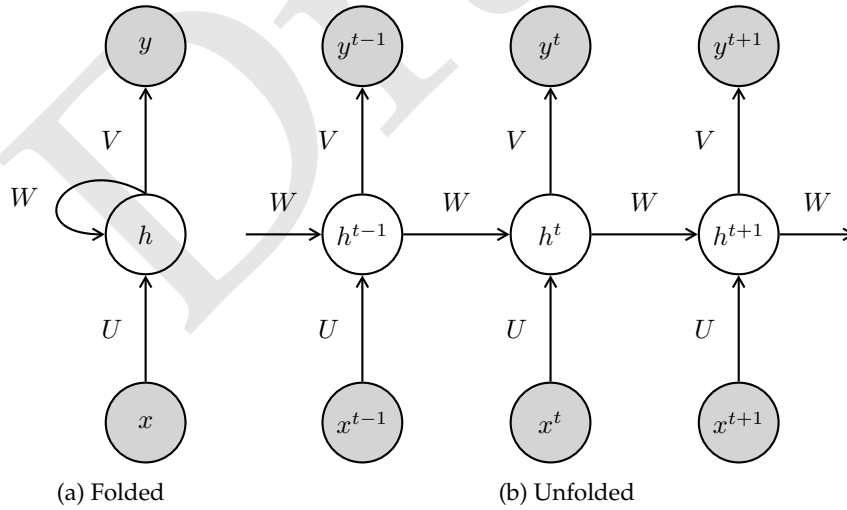 y y^{t−1} y^t y^{t+1}
V V V V
W W W W W
h h^{t−1} h^t h^{t+1}
U U U U
x x^{t−1} x^t x^{t+1}
(a) Folded (b) Unfolded